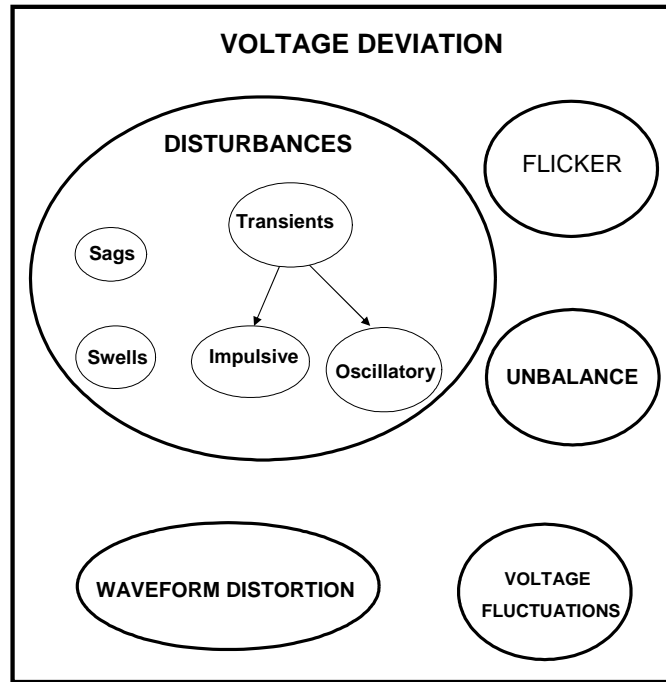 VOLTAGE DEVIATION
DISTURBANCES
FLICKER
Transients
Sags
Swells
Impulsive
Oscillatory
UNBALANCE
WAVEFORM DISTORTION
VOLTAGE
FLUCTUATIONS